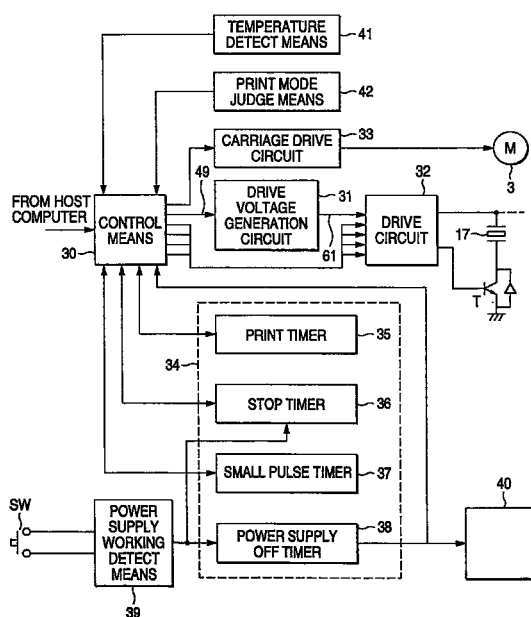 TEMPERATURE
DETECT MEANS
41
PRINT MODE
JUDGE MEANS
42
CARRIAGE DRIVE
CIRCUIT
33
M
3
FROM HOST
COMPUTER
CONTROL
MEANS
30
49
DRIVE
VOLTAGE
GENERATION
CIRCUIT
31
61
DRIVE
CIRCUIT
32
17
T
34
PRINT TIMER
35
STOP TIMER
36
SMALL PULSE TIMER
37
POWER SUPPLY
OFF TIMER
38
SW
POWER
SUPPLY
WORKING
DETECT
MEANS
39
40